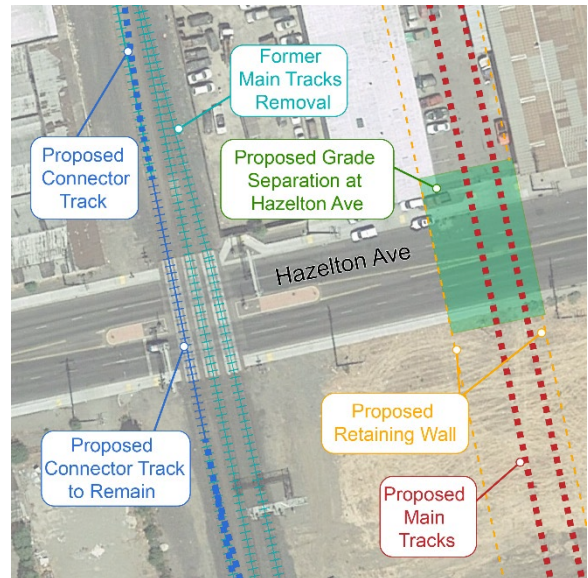 Former
Main Tracks
Removal
Proposed
Connector
Track
Proposed Grade
Separation at
Hazelton Ave
Hazelton Ave
Proposed
Connector Track
to Remain
Proposed
Retaining Wall
Proposed
Main
Tracks